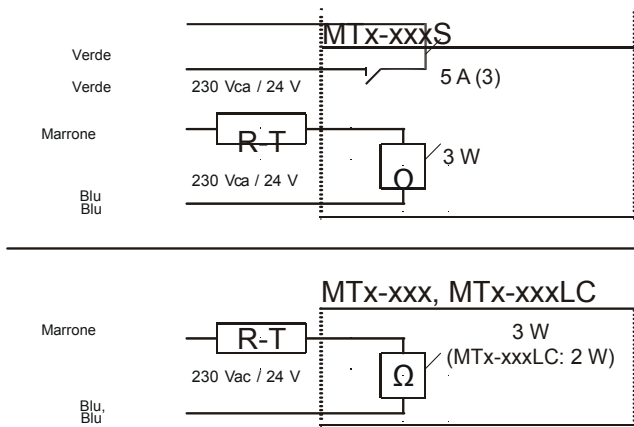 MTx-xxxS
Verde
Verde
230 Vca / 24 V
5 A (3)
Marrone
R-T
3 W
230 Vca / 24 V
Ω
Blu
Blu
MTx-xxx, MTx-xxxLC
Marrone
R-T
3 W
(MTx-xxxLC: 2 W)
230 Vac / 24 V
Ω
Blu,
Blu